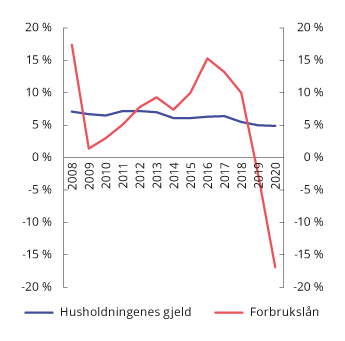 20 % 20 %
15 % 15 %
10 % 10 %
5 % 5 %
0 % 0 %
2008 2009 2010 2011 2012 2013 2014 2015 2016 2017 2018 2019 2020
-5 % -5 %
-10 % -10 %
-15 % -15 %
-20 % -20 %
Husholdningenes gjeld Forbrukslån